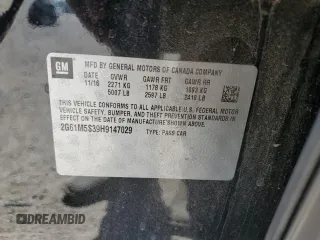 GM
MFD BY GENERAL MOTORS OF CANADA COMPANY
DATE GVWR GAWR FRT GAWR RR
11/16 2271 KG 1178 KG 1093 KG
5007 LB 2597 LB 2410 LB
THIS VEHICLE CONFORMS TO ALL APPLICABLE U.S. FEDERAL MOTOR
VEHICLE SAFETY, BUMPER, AND THEFT PREVENTION STANDARDS
IN EFFECT ON THE DATE OF MANUFACTURE SHOWN ABOVE.
2G61M5S39H9147029 TYPE: PASS CAR
DREAMBID